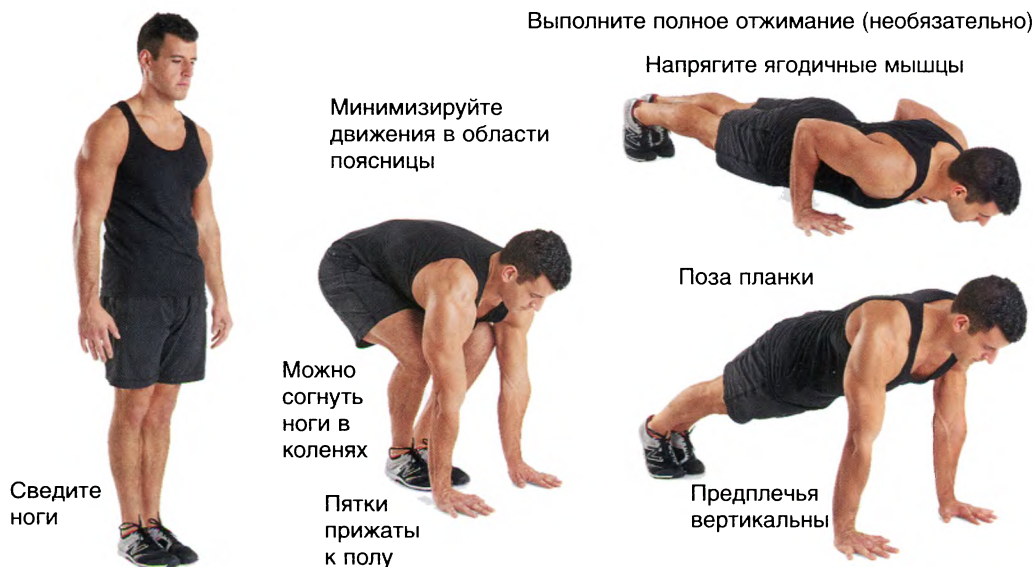 Выполните полное отжимание (необязательно)
Напрягите ягодичные мышцы
Минимизируйте
движения в области
поясницы
Поза планки
Можно
согнуть
ноги в
коленях
Сведите
ноги
Пятки
прижаты
к полу
Предплечья
вертикальны